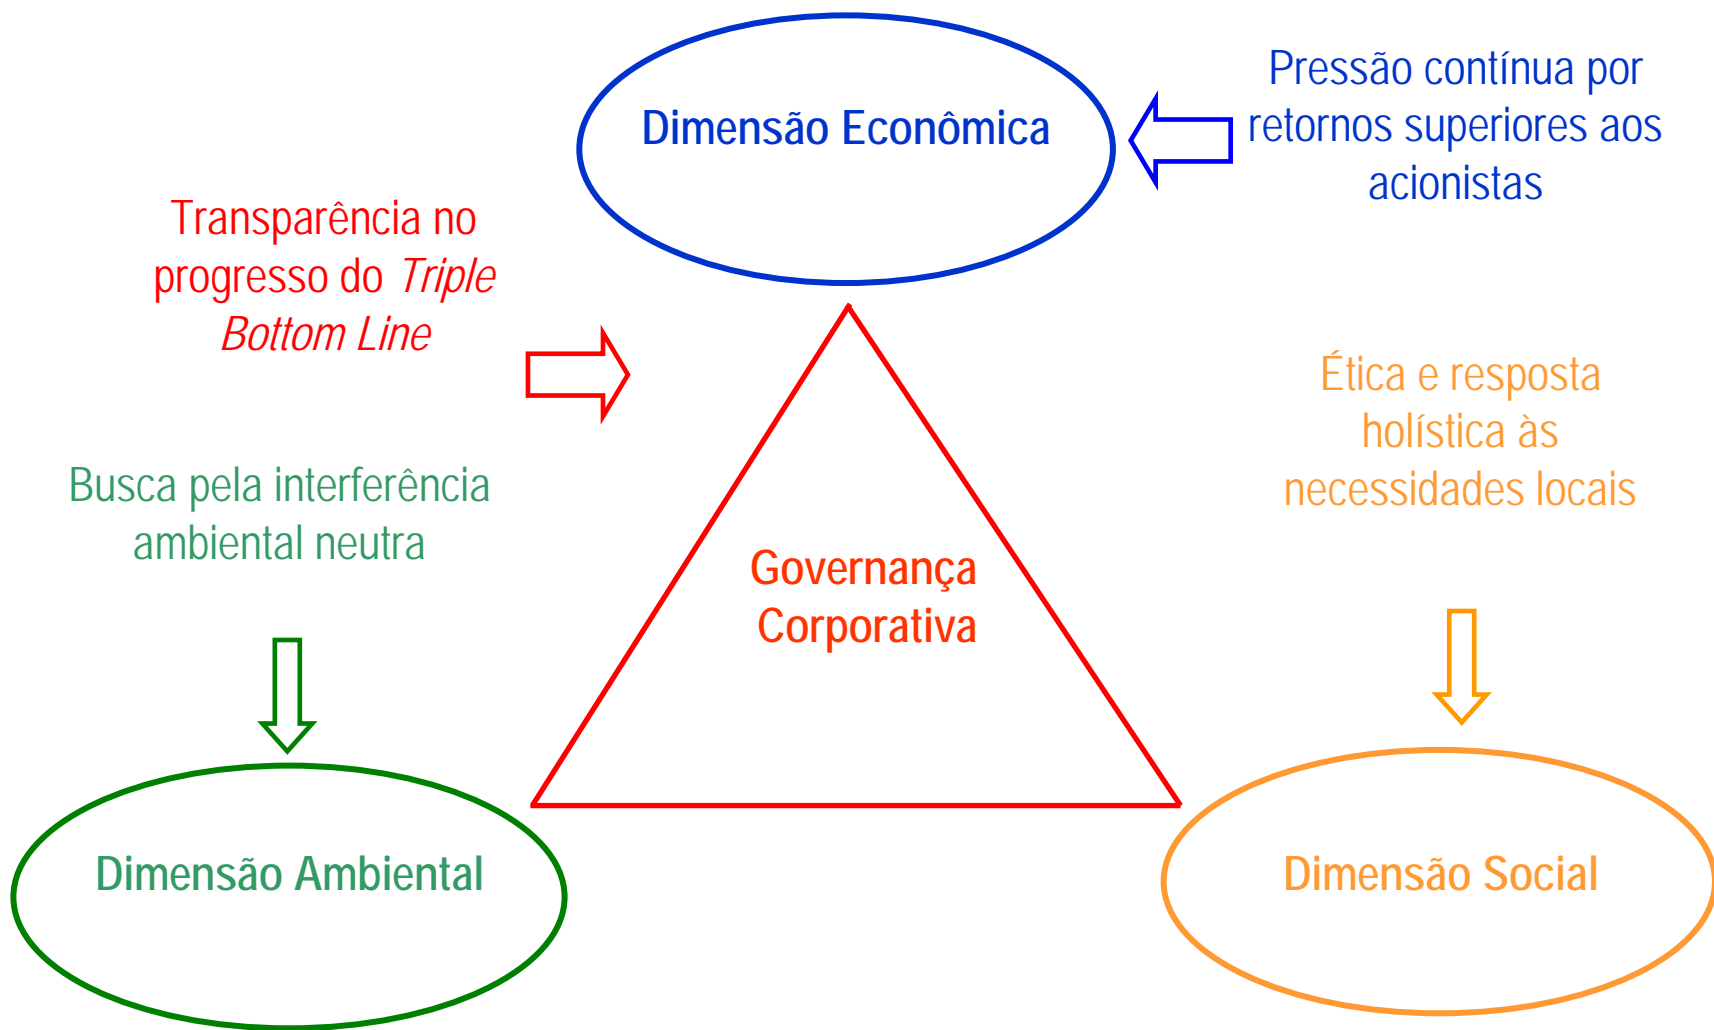 Dimensão Econômica
Pressão contínua por
retornos superiores aos
acionistas
Transparência no
progresso do Triple
Bottom Line
Ética e resposta
holística às
necessidades locais
Busca pela interferência
ambiental neutra
Governança
Corporativa
Dimensão Ambiental
Dimensão Social